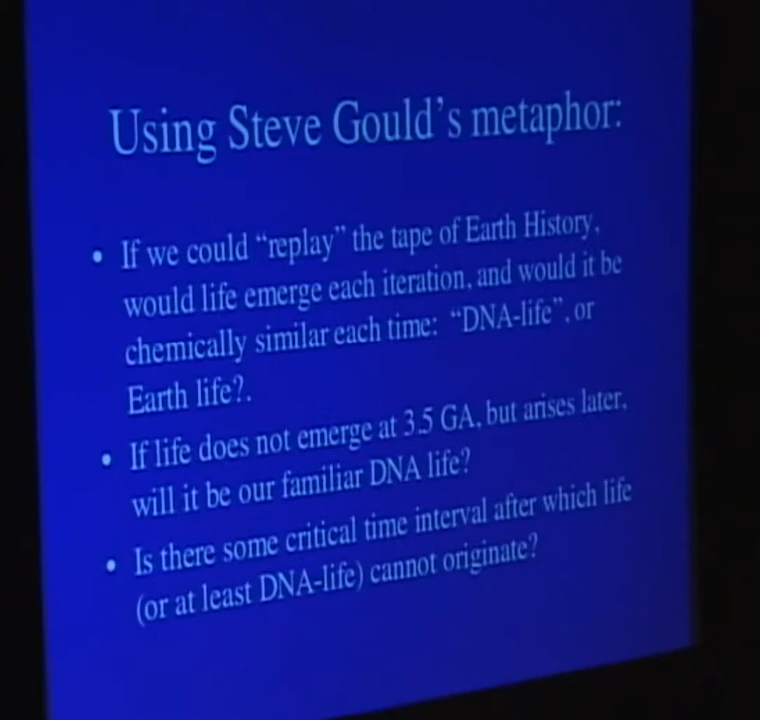 Using Steve Gould's metaphor:
• If we could "replay" the tape of Earth History,
would life emerge each iteration, and would it be
chemically similar each time: "DNA-life", or
Earth life?.
• If life does not emerge at 3.5 GA, but arises later,
will it be our familiar DNA life?
• Is there some critical time interval after which life
(or at least DNA-life) cannot originate?